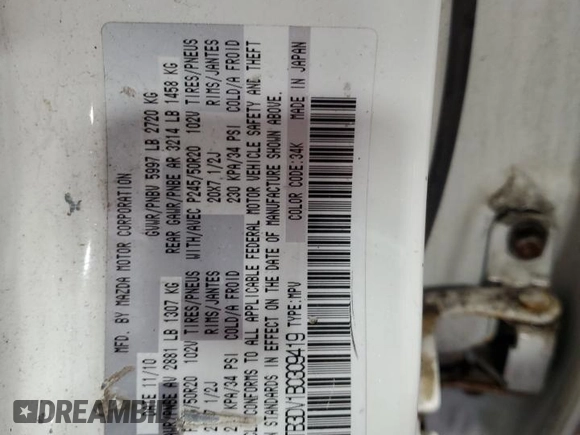 MFD. BY MAZDA MOTOR CORPORATION
11/10 GVWR/PNBV 5997 LB 2720 KG
AV 2881 LB 1307 KG REAR GAWR/PNBE AR 3214 LB 1458 KG
102V TIRES/PNEUS WITH/AVEC P245/50R20 102V TIRES/PNEUS
1/2J RIMS/JANTES 20X7.1/2J RIMS/JANTES
KPA/34 PSI COLD/A FROID 230 KPA/34 PSI COLD/A FROID
CONFORMS TO ALL APPLICABLE FEDERAL MOTOR VEHICLE SAFETY AND THEFT
STANDARDS IN EFFECT ON THE DATE OF MANUFACTURE SHOWN ABOVE.
COLOR CODE:34K MADE IN JAPAN
TYPE:MPV
DREAMBIT